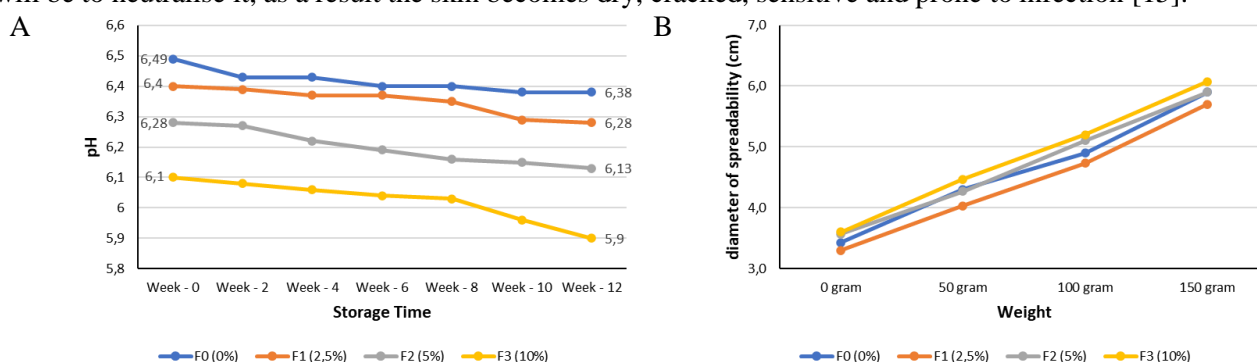 will be to neutralise it, as a result the skin becomes dry, cracked, sensitive and prone to infection [15].
A
6,6
6,5
6,4
6,3
6,2
6,1
6
5,9
5,8
pH
6,49
6,4
6,28
6,1
6,38
6,28
6,13
5,9
Week - 0 Week - 2 Week - 4 Week - 6 Week - 8 Week - 10 Week - 12
Storage Time
F0 (0%) F1 (2,5%) F2 (5%) F3 (10%)
B
7,0
6,0
5,0
4,0
3,0
diameter of spreadability (cm)
0 gram 50 gram 100 gram 150 gram
Weight
F0 (0%) F1 (2,5%) F2 (5%) F3 (10%)